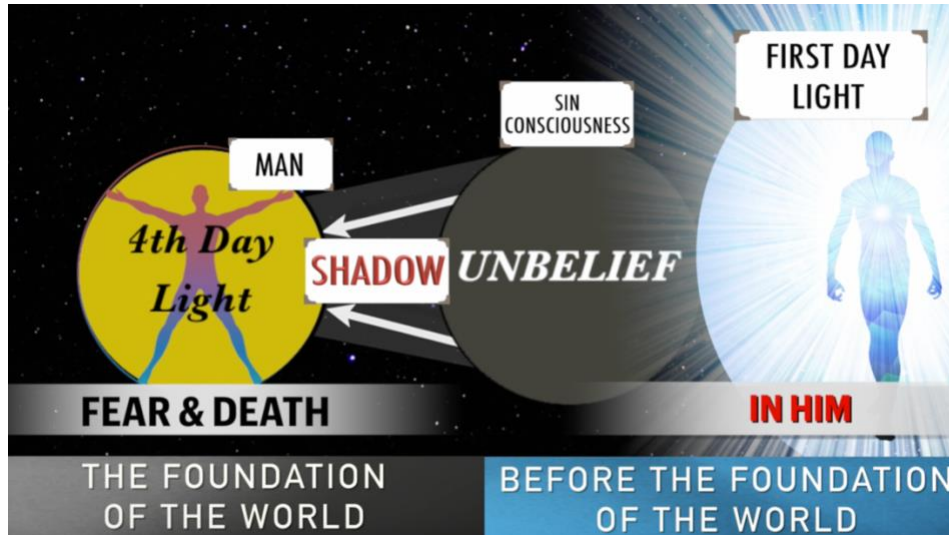 FIRST DAY
LIGHT
SIN
CONSCIOUSNESS
MAN
4th Day
Light
SHADOW
UNBELIEF
FEAR & DEATH
IN HIM
THE FOUNDATION
OF THE WORLD
BEFORE THE FOUNDATION
OF THE WORLD